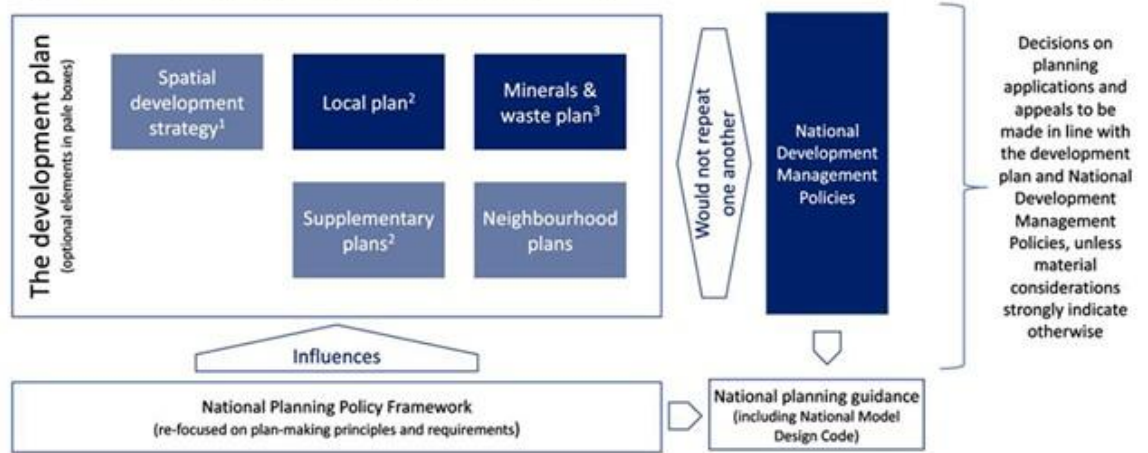 The development plan
(optional elements in pale boxes)
Spatial
development
strategy¹
Local plan²
Minerals &
waste plan³
Supplementary
plans²
Neighbourhood
plans
Would not repeat
one another
National
Development
Management
Policies
Decisions on
planning
applications and
appeals to be
made in line with
the development
plan and National
Development
Management
Policies, unless
material
considerations
strongly indicate
otherwise
Influences
National Planning Policy Framework
(re-focused on plan-making principles and requirements)
National planning guidance
(including National Model
Design Code)